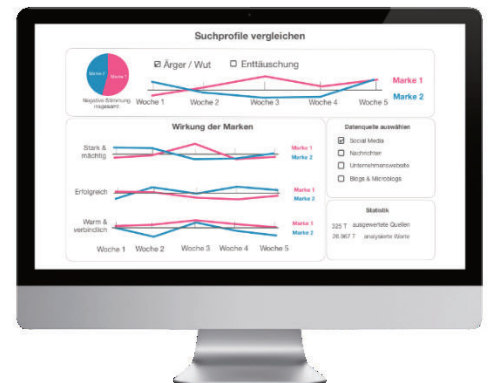 Suchprofile vergleichen
Marke 2 Marke 1
Negative Stimmung
insgesamt
Ärger / Wut Enttäuschung
Marke 1
Marke 2
Woche 1 Woche 2 Woche 3 Woche 4 Woche 5
Wirkung der Marken
Stark &
mächtig
Marke 1
Marke 2
Erfolgreich
Marke 1
Marke 2
Warm &
verbindlich
Marke 1
Marke 2
Woche 1 Woche 2 Woche 3 Woche 4 Woche 5
Datenquelle auswählen
Social Media
Nachrichten
Unternehmenswebsite
Blogs & Microblogs
Statistik
325 T ausgewertete Quellen
26 967 T analysierte Worte